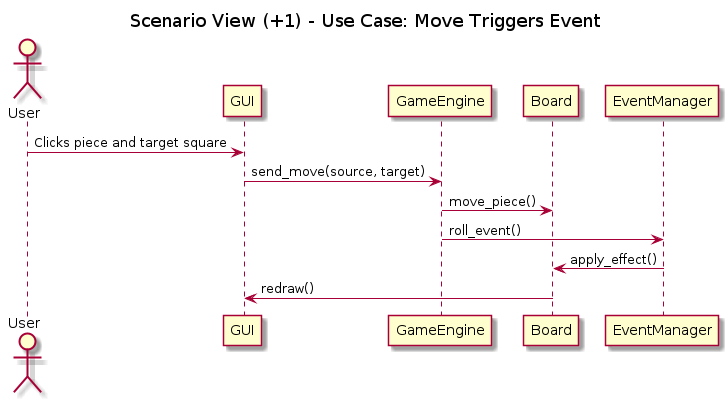 Scenario View (+1) - Use Case: Move Triggers Event
User
GUI
GameEngine
Board
EventManager
Clicks piece and target square
send_move(source, target)
move_piece()
roll_event()
apply_effect()
redraw()
User
GUI
GameEngine
Board
EventManager